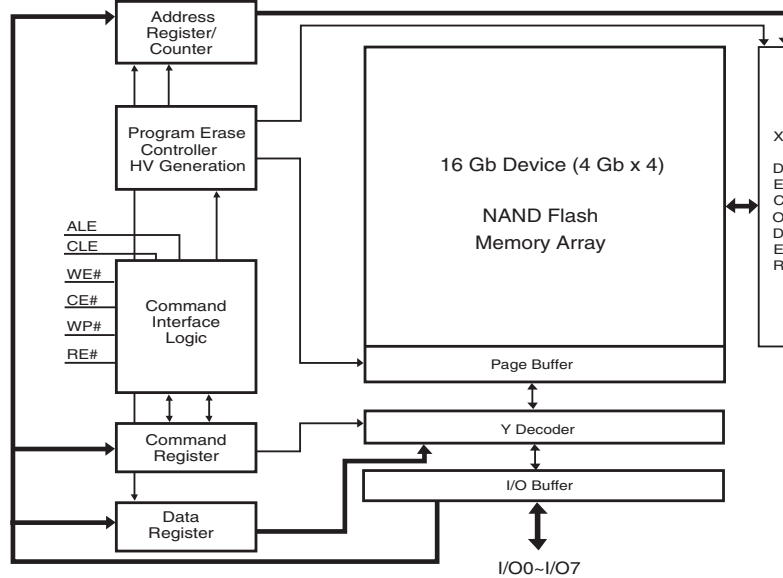 Address
Register/
Counter
Program Erase
Controller
HV Generation
16 Gb Device (4 Gb x 4)
NAND Flash
Memory Array
X
D
E
C
O
D
E
R
ALE
CLE
WE#
CE#
WP#
RE#
Command
Interface
Logic
Page Buffer
Command
Register
Y Decoder
I/O Buffer
Data
Register
I/O0~I/O7